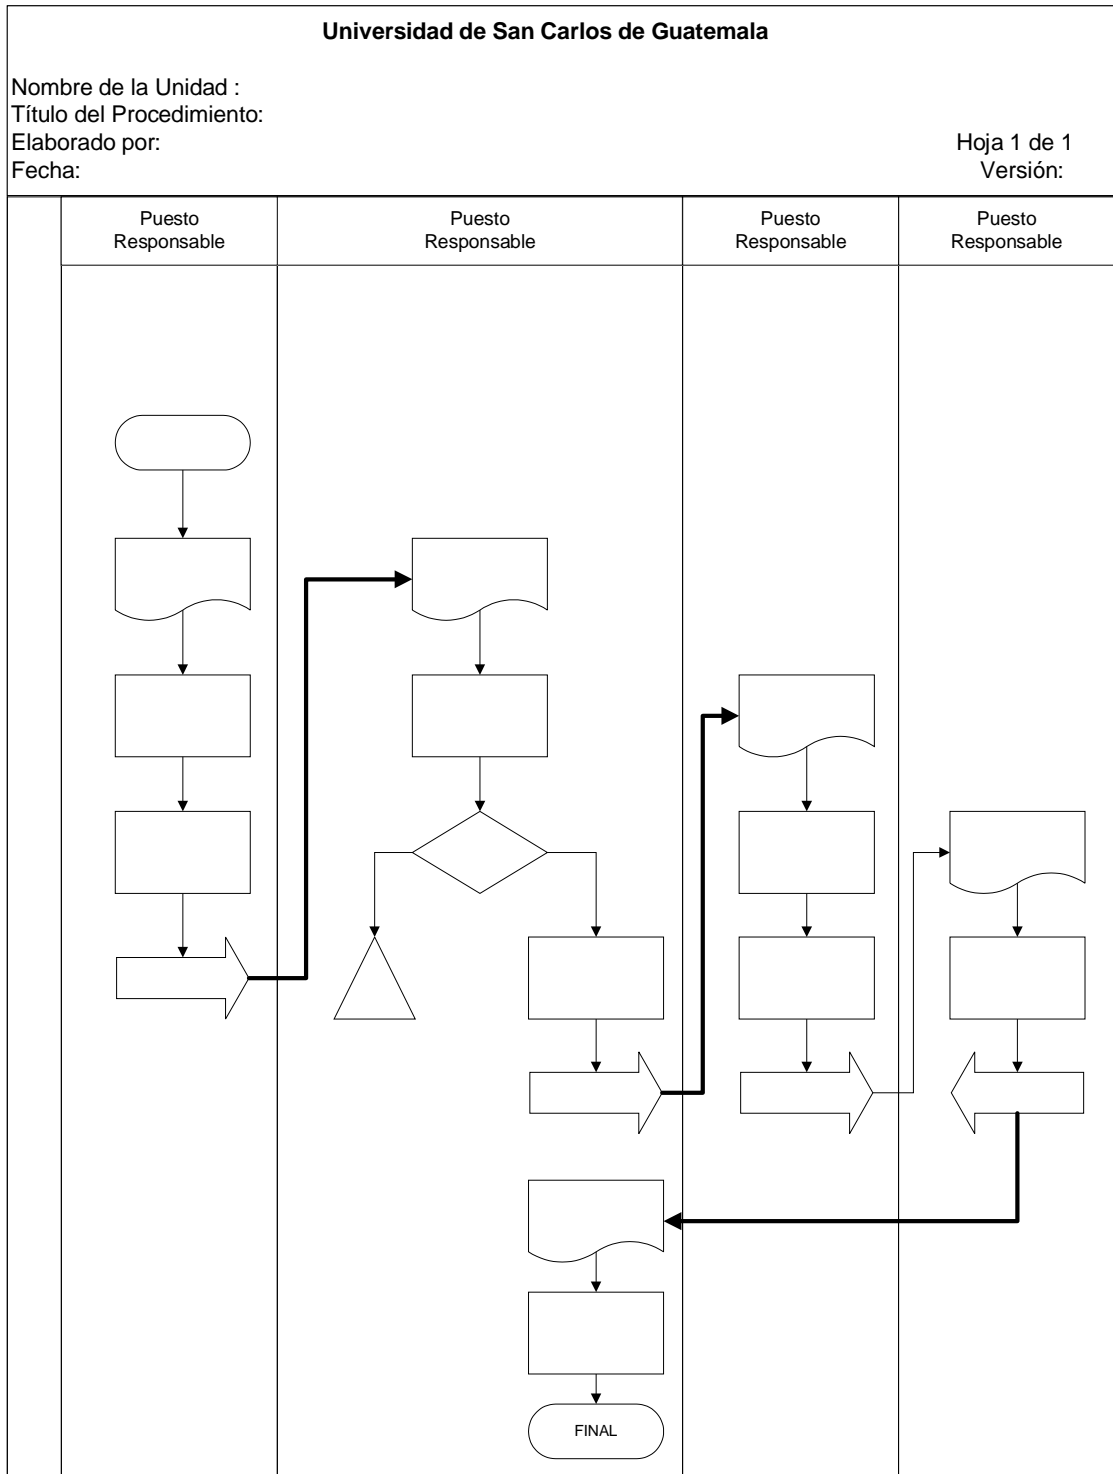 Universidad de San Carlos de Guatemala
Nombre de la Unidad :
Título del Procedimiento:
Elaborado por:
Hoja 1 de 1
Fecha:
Versión:
Puesto
Responsable
Puesto
Responsable
Puesto
Responsable
Puesto
Responsable
FINAL